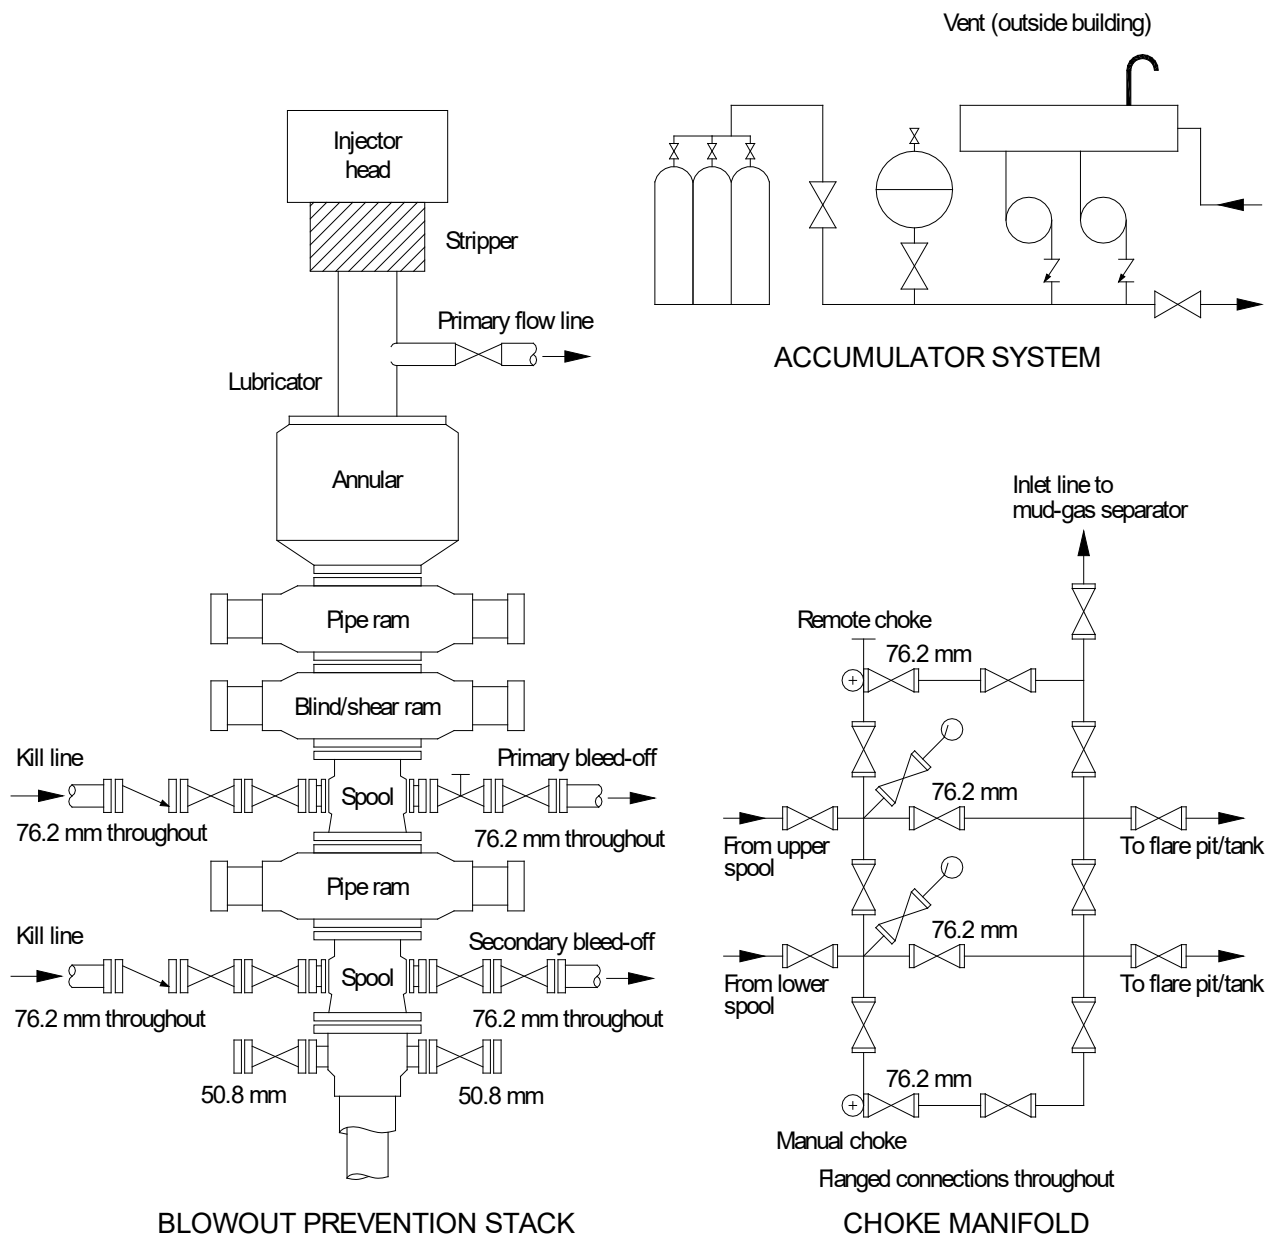 Vent (outside building)
Injector
head
Stripper
Primary flow line
Lubricator
ACCUMULATOR SYSTEM
Annular
Inlet line to
mud-gas separator
Pipe ram
Remote choke
76.2 mm
Blind/shear ram
Kill line
Primary bleed-off
Spool
76.2 mm
76.2 mm throughout
76.2 mm throughout
From upper
spool
To flare pit/tank
Pipe ram
76.2 mm
Kill line
Secondary bleed-off
Spool
From lower
spool
To flare pit/tank
76.2 mm throughout
76.2 mm throughout
50.8 mm
50.8 mm
76.2 mm
Manual choke
Flanged connections throughout
BLOWOUT PREVENTION STACK
CHOKE MANIFOLD